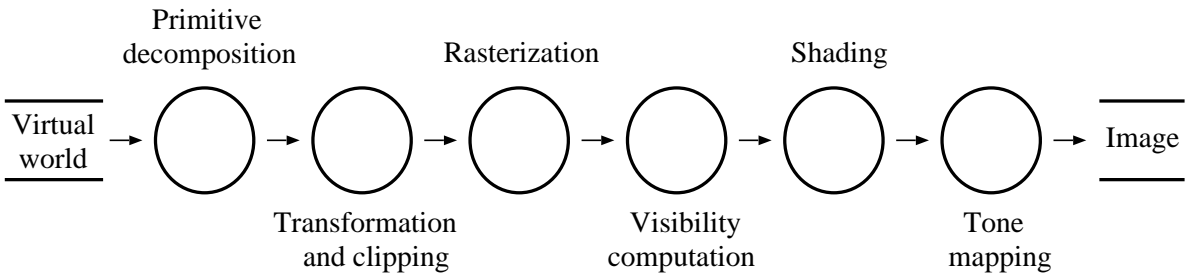 Primitive
decomposition
Rasterization
Shading
Virtual
world
Image
Transformation
and clipping
Visibility
computation
Tone
mapping